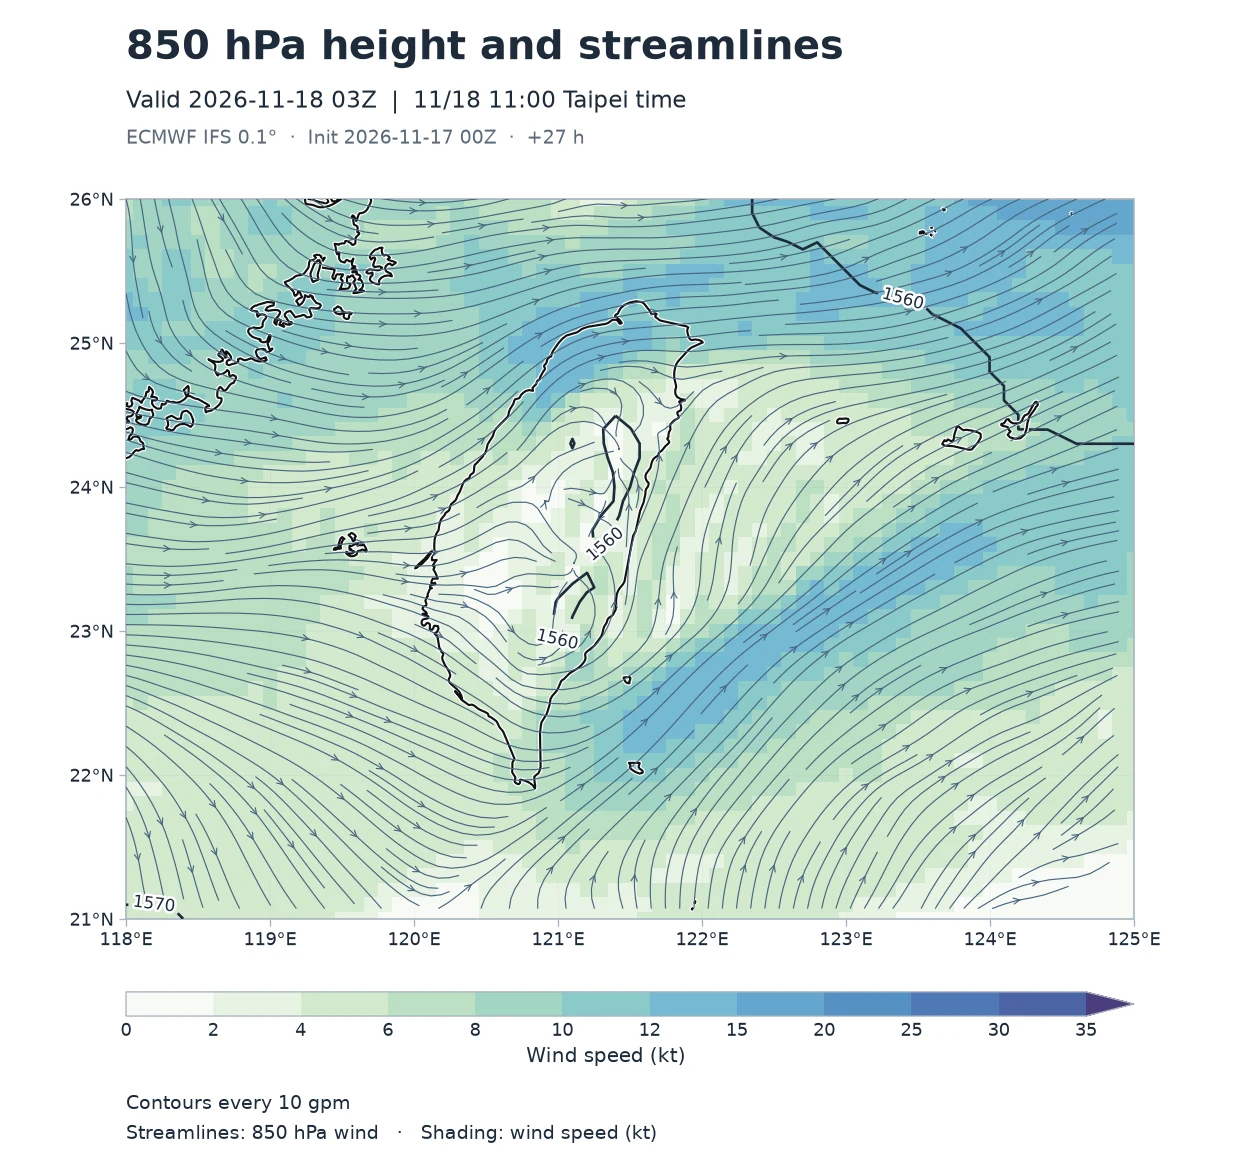 850 hPa height and streamlines
Valid 2026-11-18 03Z | 11/18 11:00 Taipei time
ECMWF IFS 0.1° · Init 2026-11-17 00Z · +27 h
26°N
25°N
24°N
23°N
22°N
21°N
1560
1560
1560
1570
118°E 119°E 120°E 121°E 122°E 123°E 124°E 125°E
0 2 4 6 8 10 12 15 20 25 30 35
Wind speed (kt)
Contours every 10 gpm
Streamlines: 850 hPa wind · Shading: wind speed (kt)